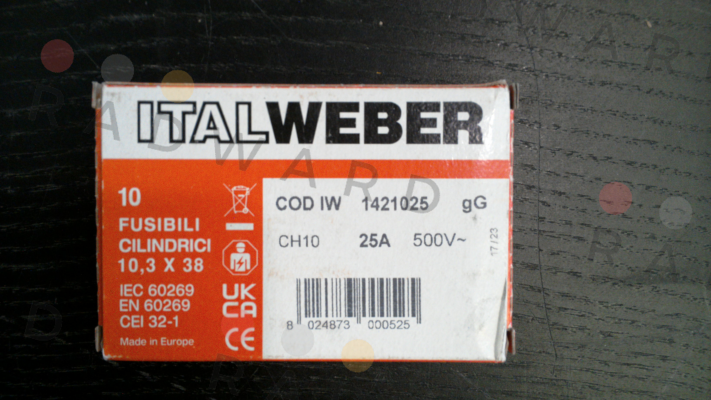 ITALWEBER
10
FUSIBILI
CILINDRICI
10,3 X 38
IEC 60269
EN 60269
CEI 32-1
Made in Europe
UK
CA
CE
COD IW 1421025 gG
CH10 25A 500V~
17/23
8 024873 000525
RADWARD